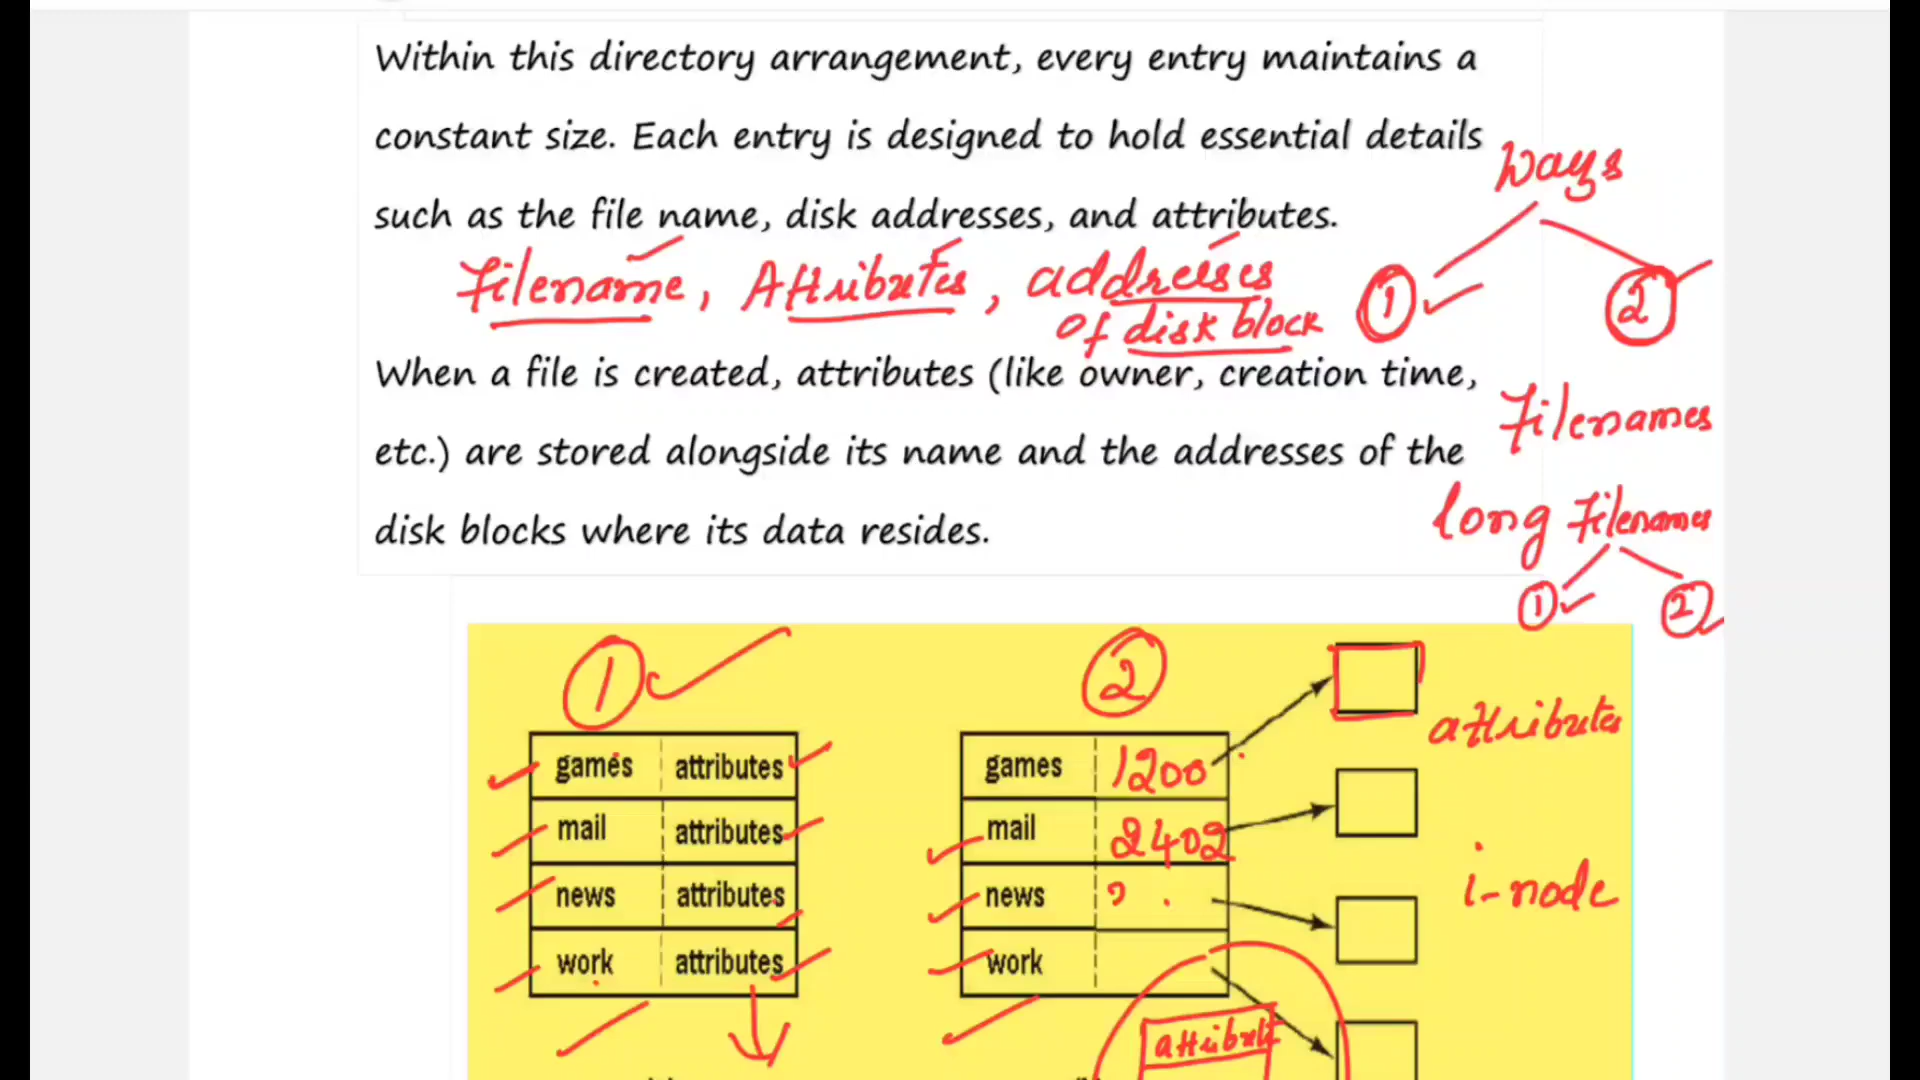 Within this directory arrangement, every entry maintains a
constant size. Each entry is designed to hold essential details
such as the file name, disk addresses, and attributes.
Filename, Attributes, addresses
of disk block
When a file is created, attributes (like owner, creation time,
etc.) are stored alongside its name and the addresses of the
disk blocks where its data resides.
Ways
1 2
Filenames
long Filenames
1 2
1
games attributes
mail attributes
news attributes
work attributes
2
games 1200
mail 2402
news
work
attributes
i-node